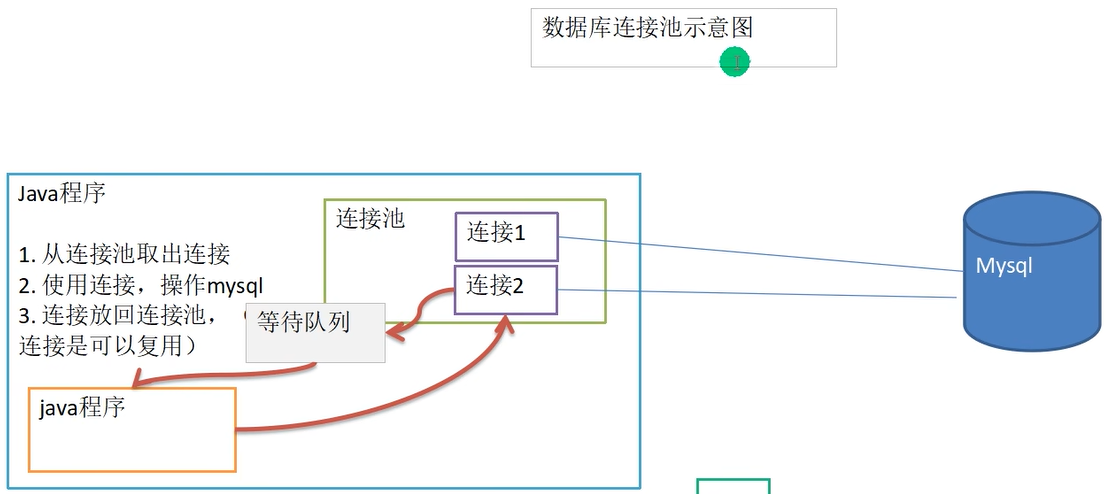 数据库连接池示意图
Java程序
1. 从连接池取出连接
2. 使用连接，操作mysql
3. 连接放回连接池，（
连接是可以复用）
连接池
连接1
连接2
等待队列
java程序
Mysql